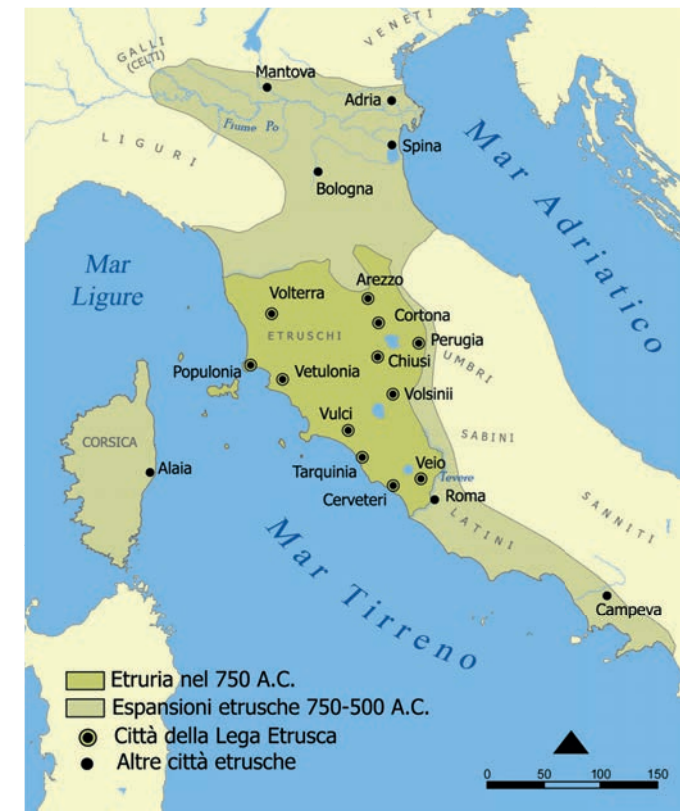 VENETI
GALLI
(CELTI)
Mantova
Adria
Fiume Po
Spina
LIGURI
Bologna
Mar Adriatico
Mar
Ligure
Arezzo
Volterra
Cortona
ETRUSCHI
Perugia
Chiusi
UMBRI
Populonia
Vetulonia
Volsinii
Vulci
SABINI
CORSICA
Alaia
Tarquinia
Veio
Tevere
Cerveteri
Roma
SANNITI
LATINI
Mar Tirreno
Campeva
Etruria nel 750 A.C.
Espansioni etrusche 750-500 A.C.
Città della Lega Etrusca
Altre città etrusche
0 50 100 150